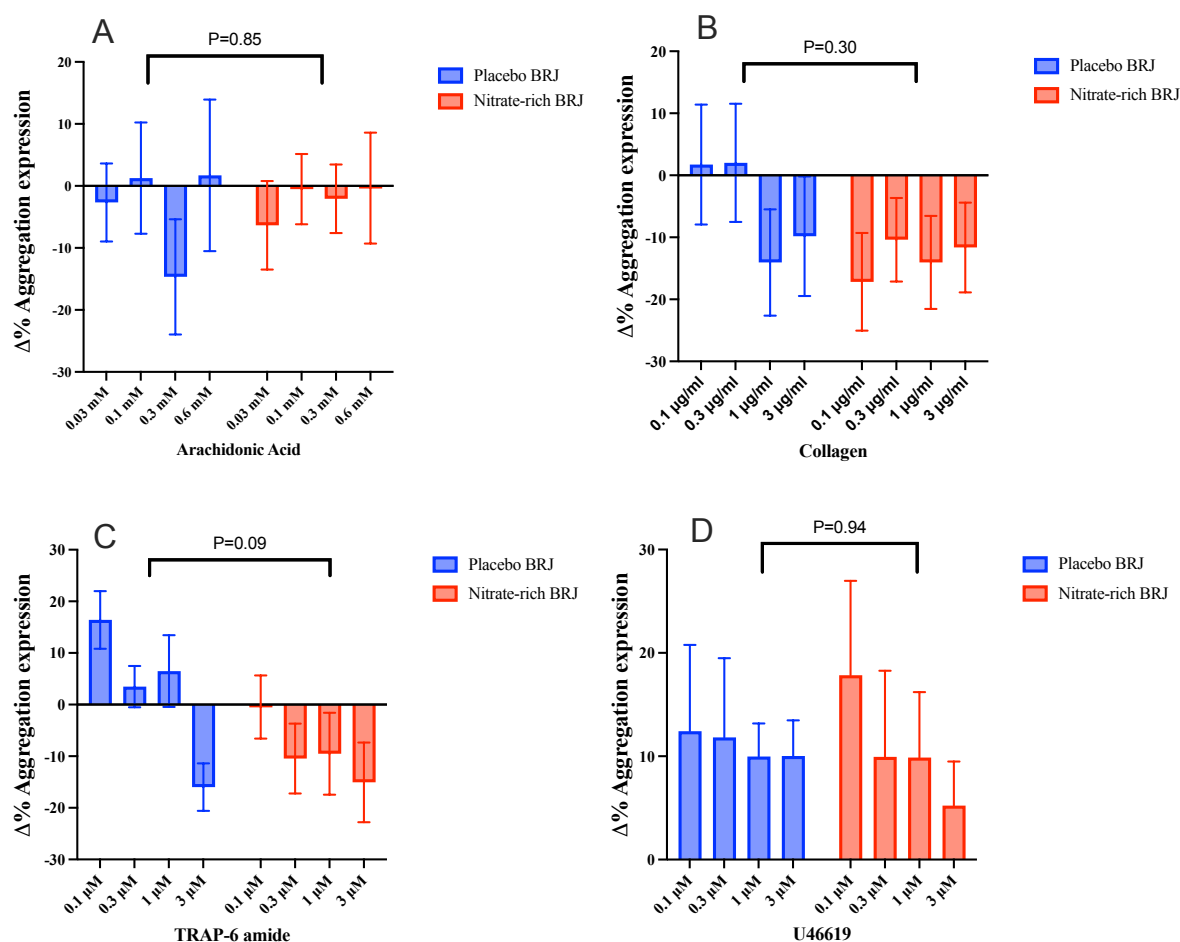 A
P=0.85
Placebo BRJ
Nitrate-rich BRJ
Δ% Aggregation expression
20
10
0
-10
-20
-30
0.03 mM
0.1 mM
0.3 mM
0.6 mM
0.03 mM
0.1 mM
0.3 mM
0.6 mM
Arachidonic Acid
B
P=0.30
Placebo BRJ
Nitrate-rich BRJ
Δ% Aggregation expression
20
10
0
-10
-20
-30
0.1 µg/ml
0.3 µg/ml
1 µg/ml
3 µg/ml
0.1 µg/ml
0.3 µg/ml
1 µg/ml
3 µg/ml
Collagen
C
P=0.09
Placebo BRJ
Nitrate-rich BRJ
Δ% Aggregation expression
30
20
10
0
-10
-20
-30
0.1 µM
0.3 µM
1 µM
3 µM
0.1 µM
0.3 µM
1 µM
3 µM
TRAP-6 amide
D
P=0.94
Placebo BRJ
Nitrate-rich BRJ
Δ% Aggregation expression
30
20
10
0
0.1 µM
0.3 µM
1 µM
3 µM
0.1 µM
0.3 µM
1 µM
3 µM
U46619